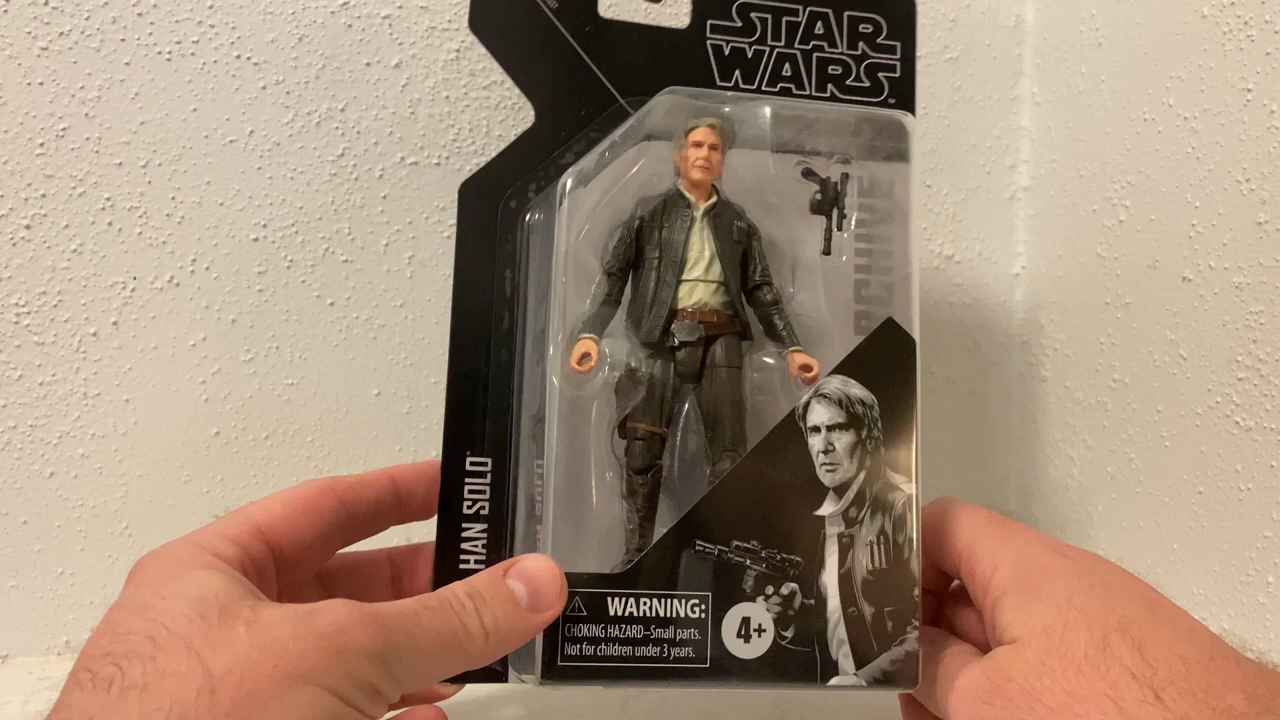 STAR
WARS
HAN SOLO
WARNING:
CHOKING HAZARD–Small parts.
Not for children under 3 years.
4+